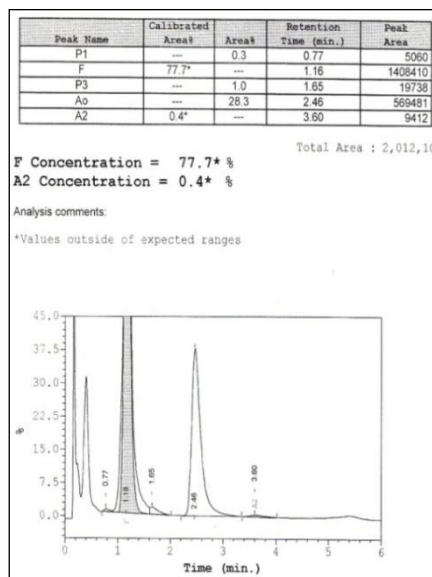 Peak Name Calibrated Area% Area% Retention Time (min.) Peak Area
P1 --- 0.3 0.77 5060
F 77.7* --- 1.16 1408410
P3 --- 1.0 1.65 19738
Ao --- 28.3 2.46 569481
A2 0.4* --- 3.60 9412
Total Area : 2,012,10
F Concentration = 77.7* %
A2 Concentration = 0.4* %
Analysis comments:
*Values outside of expected ranges
45.0
37.5
30.0
22.5
15.0
7.5
0.0
%
0.77
1.16
1.65
2.46
3.60
A2
F
0 1 2 3 4 5 6
Time (min.)